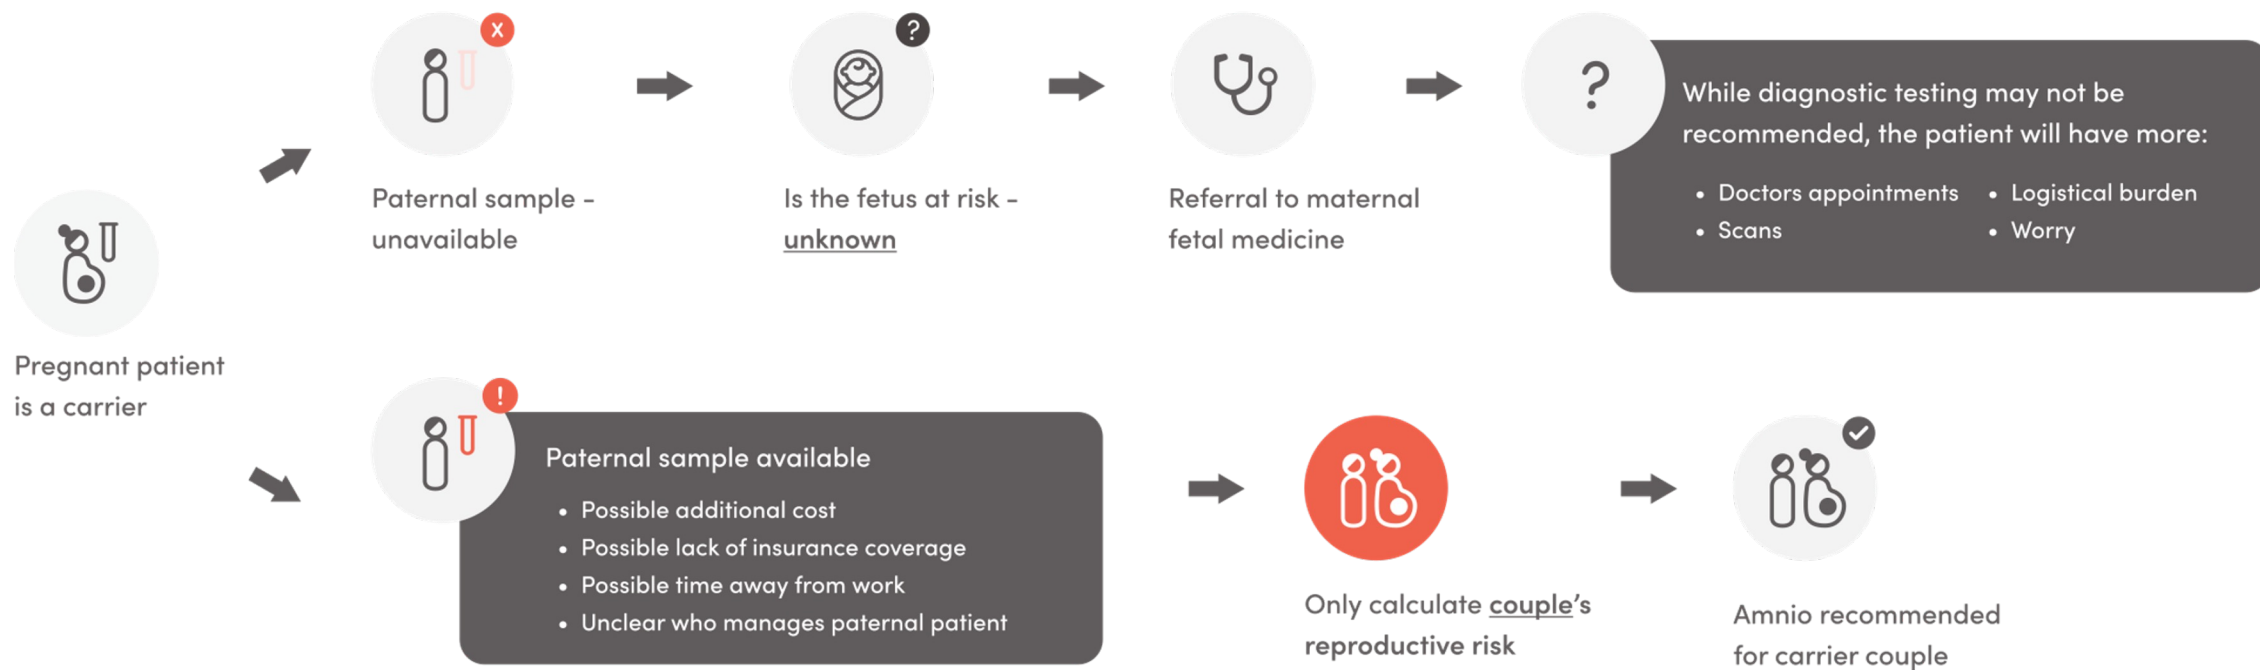 Pregnant patient
is a carrier
x
Paternal sample -
unavailable
?
Is the fetus at risk -
unknown
Referral to maternal
fetal medicine
?
While diagnostic testing may not be
recommended, the patient will have more:
• Doctors appointments
• Scans
• Logistical burden
• Worry
!
Paternal sample available
• Possible additional cost
• Possible lack of insurance coverage
• Possible time away from work
• Unclear who manages paternal patient
Only calculate couple's
reproductive risk
Amnio recommended
for carrier couple